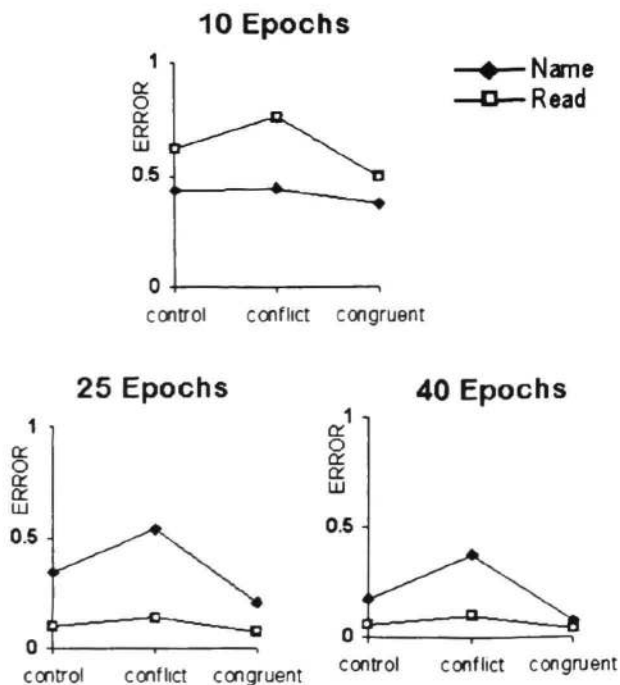 10 Epochs
1
ERROR
0.5
0
control conflict congruent
Name
Read
25 Epochs
1
ERROR
0.5
0
control conflict congruent
40 Epochs
1
ERROR
0.5
0
control conflict congruent